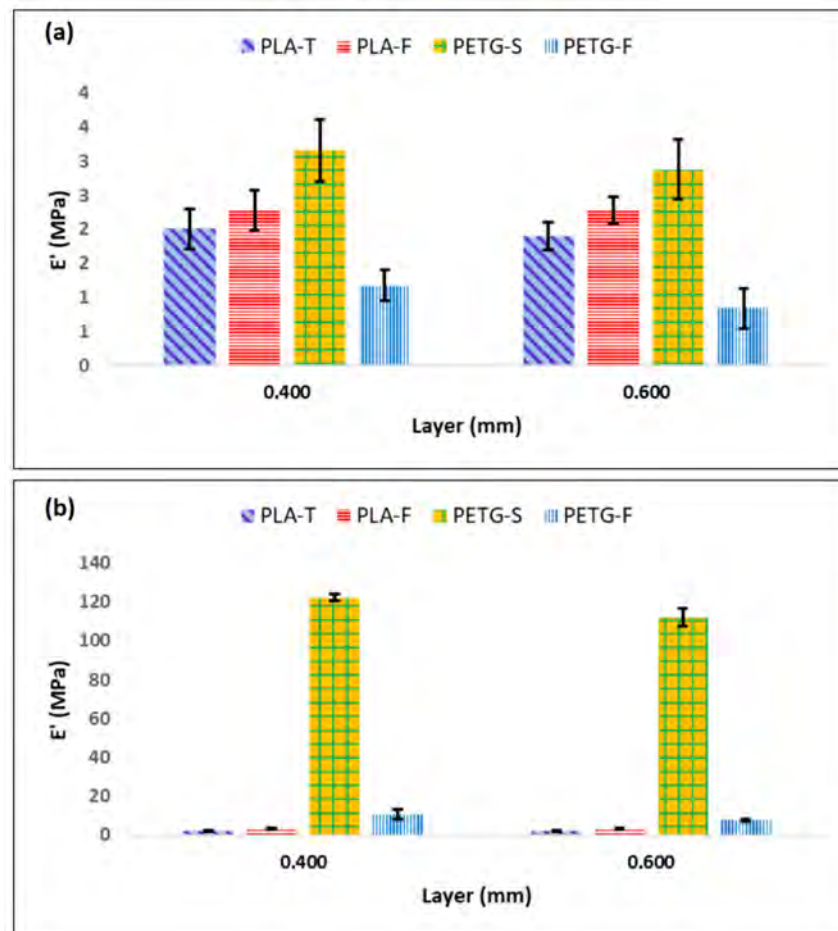 (a)
PLA-T PLA-F PETG-S PETG-F
4
4
3
3
2
2
1
1
0
E' (MPa)
0.400 0.600
Layer (mm)
(b)
PLA-T PLA-F PETG-S PETG-F
140
120
100
80
60
40
20
0
E' (MPa)
0.400 0.600
Layer (mm)